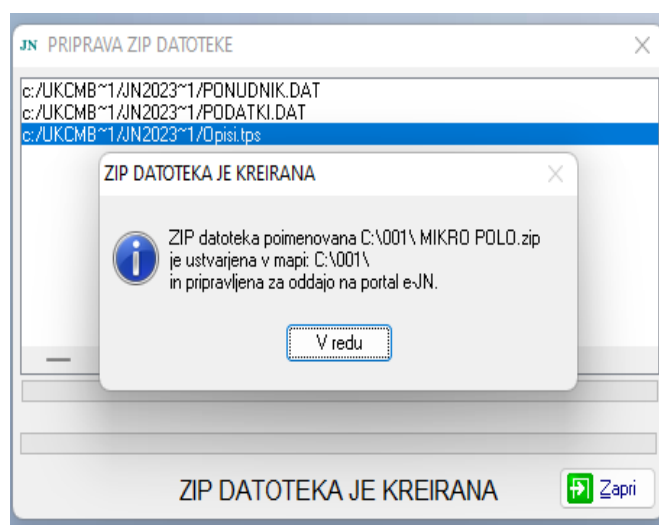 JN PRIPRAVA ZIP DATOTEKE
c:/UKCMB~1/JN2023~1/PONUDNIK.DAT
c:/UKCMB~1/JN2023~1/PODATKI.DAT
c:/UKCMB~1/JN2023~1/Opisi.tps
ZIP DATOTEKA JE KREIRANA
ZIP datoteka poimenovana C:\001\ MIKRO POLO.zip
je ustvarjena v mapi: C:\001\
in pripravljena za oddajo na portal e-JN.
V redu
ZIP DATOTEKA JE KREIRANA
Zapri